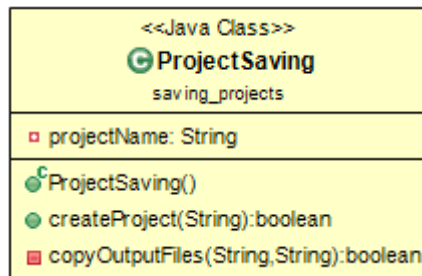 <<Java Class>>
C ProjectSaving
saving_projects
projectName: String
C ProjectSaving()
createProject(String):boolean
copyOutputFiles(String,String):boolean